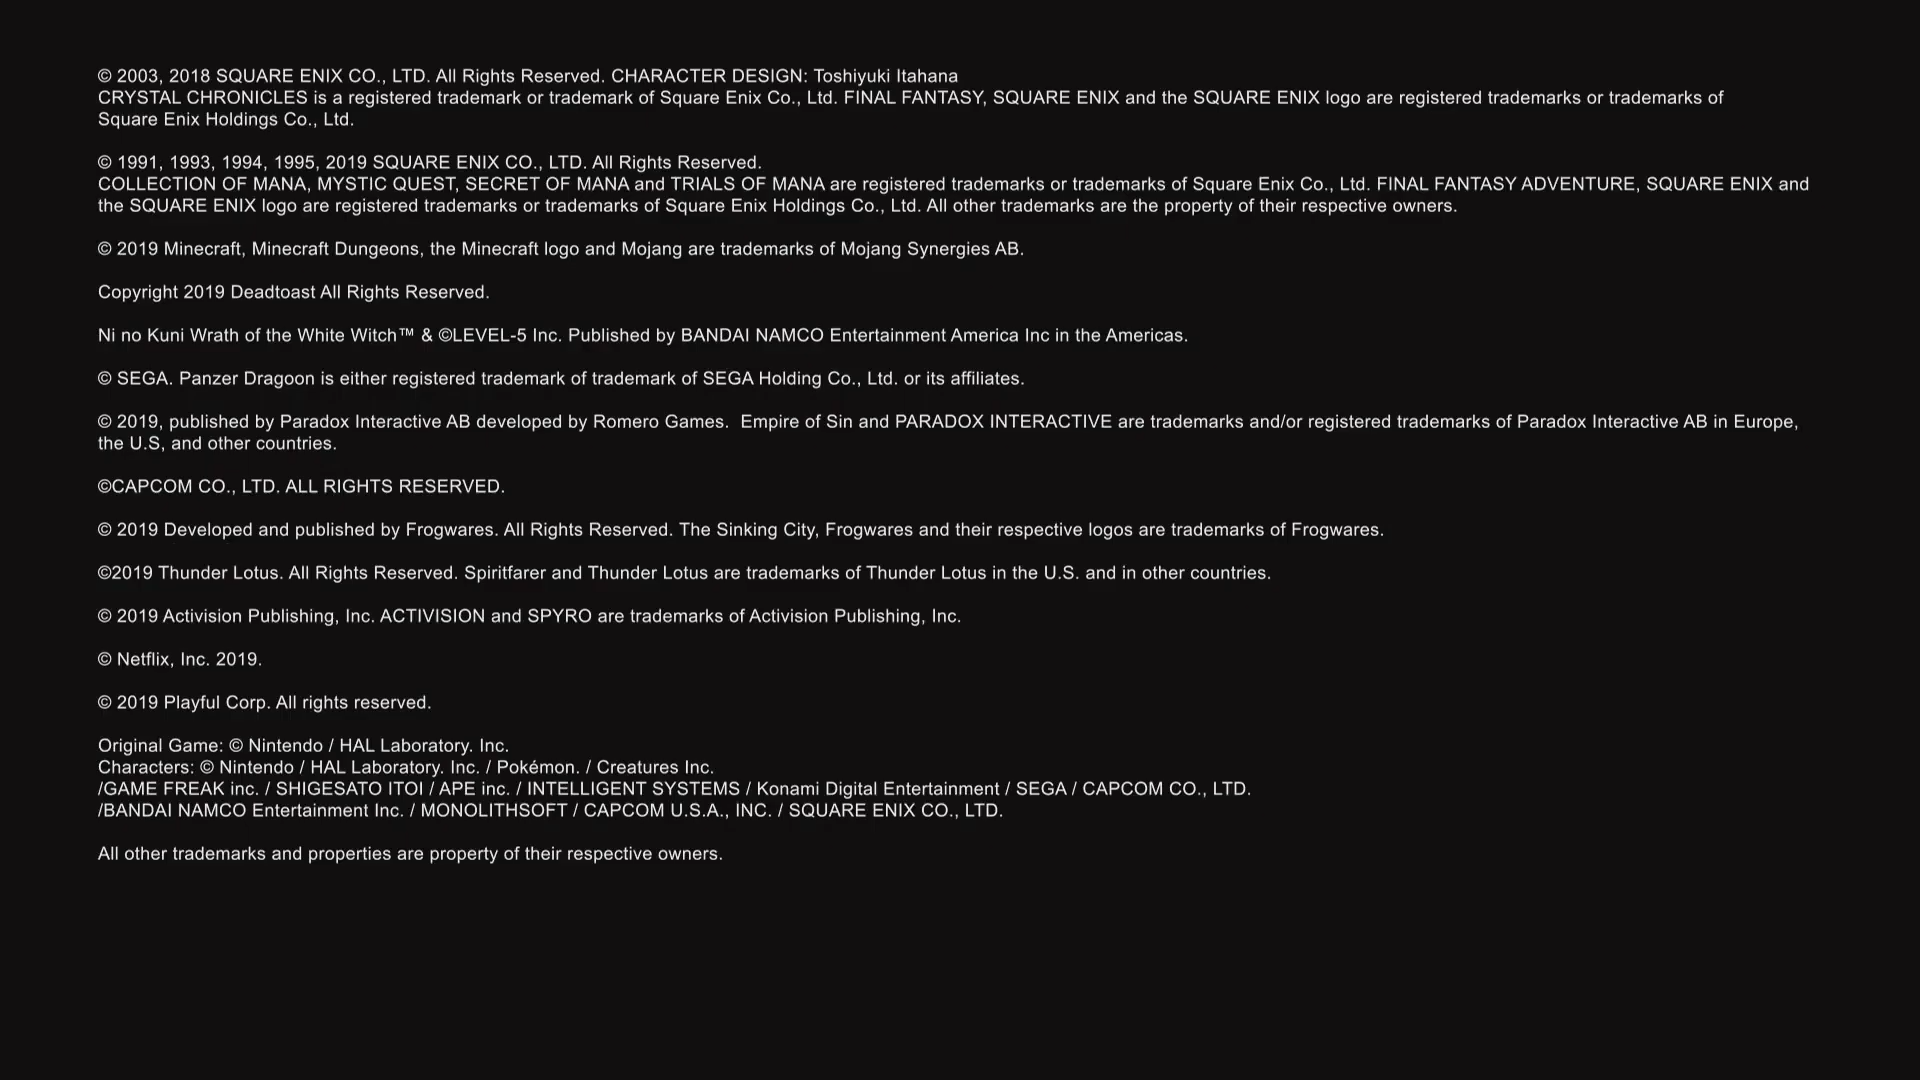 © 2003, 2018 SQUARE ENIX CO., LTD. All Rights Reserved. CHARACTER DESIGN: Toshiyuki Itahana
CRYSTAL CHRONICLES is a registered trademark or trademark of Square Enix Co., Ltd. FINAL FANTASY, SQUARE ENIX and the SQUARE ENIX logo are registered trademarks or trademarks of
Square Enix Holdings Co., Ltd.
© 1991, 1993, 1994, 1995, 2019 SQUARE ENIX CO., LTD. All Rights Reserved.
COLLECTION OF MANA, MYSTIC QUEST, SECRET OF MANA and TRIALS OF MANA are registered trademarks or trademarks of Square Enix Co., Ltd. FINAL FANTASY ADVENTURE, SQUARE ENIX and
the SQUARE ENIX logo are registered trademarks or trademarks of Square Enix Holdings Co., Ltd. All other trademarks are the property of their respective owners.
© 2019 Minecraft, Minecraft Dungeons, the Minecraft logo and Mojang are trademarks of Mojang Synergies AB.
Copyright 2019 Deadtoast All Rights Reserved.
Ni no Kuni Wrath of the White Witch™ & ©LEVEL-5 Inc. Published by BANDAI NAMCO Entertainment America Inc in the Americas.
© SEGA. Panzer Dragoon is either registered trademark of trademark of SEGA Holding Co., Ltd. or its affiliates.
© 2019, published by Paradox Interactive AB developed by Romero Games.  Empire of Sin and PARADOX INTERACTIVE are trademarks and/or registered trademarks of Paradox Interactive AB in Europe,
the U.S, and other countries.
©CAPCOM CO., LTD. ALL RIGHTS RESERVED.
© 2019 Developed and published by Frogwares. All Rights Reserved. The Sinking City, Frogwares and their respective logos are trademarks of Frogwares.
©2019 Thunder Lotus. All Rights Reserved. Spiritfarer and Thunder Lotus are trademarks of Thunder Lotus in the U.S. and in other countries.
© 2019 Activision Publishing, Inc. ACTIVISION and SPYRO are trademarks of Activision Publishing, Inc.
© Netflix, Inc. 2019.
© 2019 Playful Corp. All rights reserved.
Original Game: © Nintendo / HAL Laboratory. Inc.
Characters: © Nintendo / HAL Laboratory. Inc. / Pokémon. / Creatures Inc.
/GAME FREAK inc. / SHIGESATO ITOI / APE inc. / INTELLIGENT SYSTEMS / Konami Digital Entertainment / SEGA / CAPCOM CO., LTD.
/BANDAI NAMCO Entertainment Inc. / MONOLITHSOFT / CAPCOM U.S.A., INC. / SQUARE ENIX CO., LTD.
All other trademarks and properties are property of their respective owners.